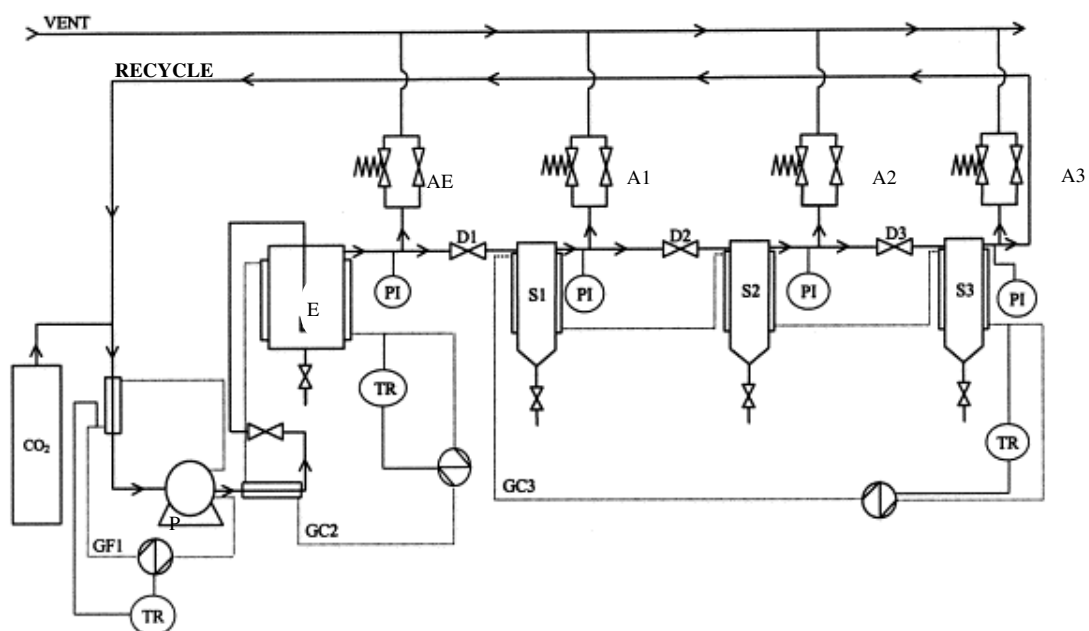 VENT
RECYCLE
AE
A1
A2
A3
D1
D2
D3
E
PI
S1
PI
S2
PI
S3
PI
TR
CO₂
TR
P
GC2
GC3
GF1
TR